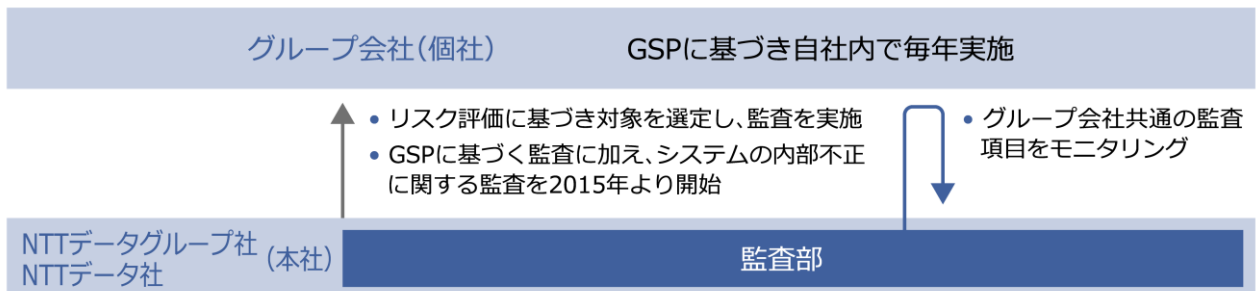 グループ会社（個社） GSPに基づき自社内で毎年実施
• リスク評価に基づき対象を選定し、監査を実施
• GSPに基づく監査に加え、システムの内部不正
に関する監査を2015年より開始
• グループ会社共通の監査
項目をモニタリング
NTTデータグループ社
NTTデータ社
（本社）
監査部